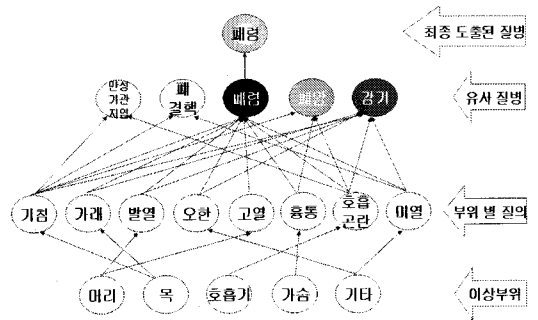 폐렴
최종 도출된 질병
만성
기관
지염
폐
결핵
폐렴
폐암
감기
유사 질병
기침
가래
발열
오한
고열
흉통
호흡
곤란
미열
부위 별 질의
머리
목
호흡기
가슴
기타
이상부위